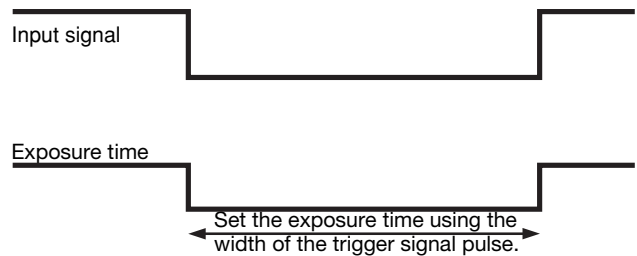 Input signal
Exposure time
Set the exposure time using the
width of the trigger signal pulse.